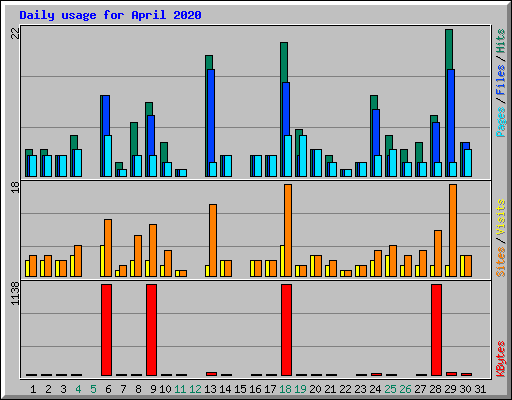 Daily usage for April 2020
22
Pages / Files / Hits
18
Sites / Visits
1138
KBytes
1 2 3 4 5 6 7 8 9 10 11 12 13 14 15 16 17 18 19 20 21 22 23 24 25 26 27 28 29 30 31